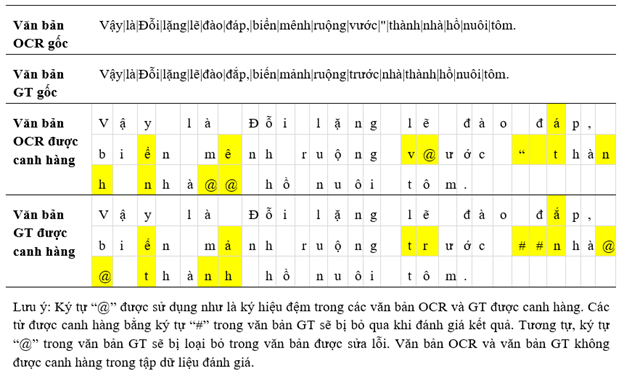 Văn bản
OCR gốc
Vậy|là|Đỗi|lặng|lẽ|đào|đáp,|biển|mênh|ruộng|vước|"|thành|nhà|hồ|nuôi|tôm.
Văn bản
GT gốc
Vậy|là|Đỗi|lặng|lẽ|đào|đắp,|biến|mảnh|ruộng|trước|nhà|thành|hồ|nuôi|tôm.
Văn bản
OCR được
canh hàng
V ậ y l à Đ ỗ i l ặ n g l ẽ đ à o đ á p ,
b i ể n m ê n h r u ộ n g v @ ư ớ c “ t h à n
h n h à @ @ h ồ n u ô i t ô m .
Văn bản
GT được
canh hàng
V ậ y l à Đ ỗ i l ặ n g l ẽ đ à o đ ắ p ,
b i ế n m ả n h r u ộ n g t r ư ớ c # # n h à @
@ t h à n h h ồ n u ô i t ô m .
Lưu ý: Ký tự “@” được sử dụng như là ký hiệu đệm trong các văn bản OCR và GT được canh hàng. Các
từ được canh hàng bằng ký tự “#” trong văn bản GT sẽ bị bỏ qua khi đánh giá kết quả. Tương tự, ký tự
“@” trong văn bản GT sẽ bị loại bỏ trong văn bản được sửa lỗi. Văn bản OCR và văn bản GT không
được canh hàng trong tập dữ liệu đánh giá.